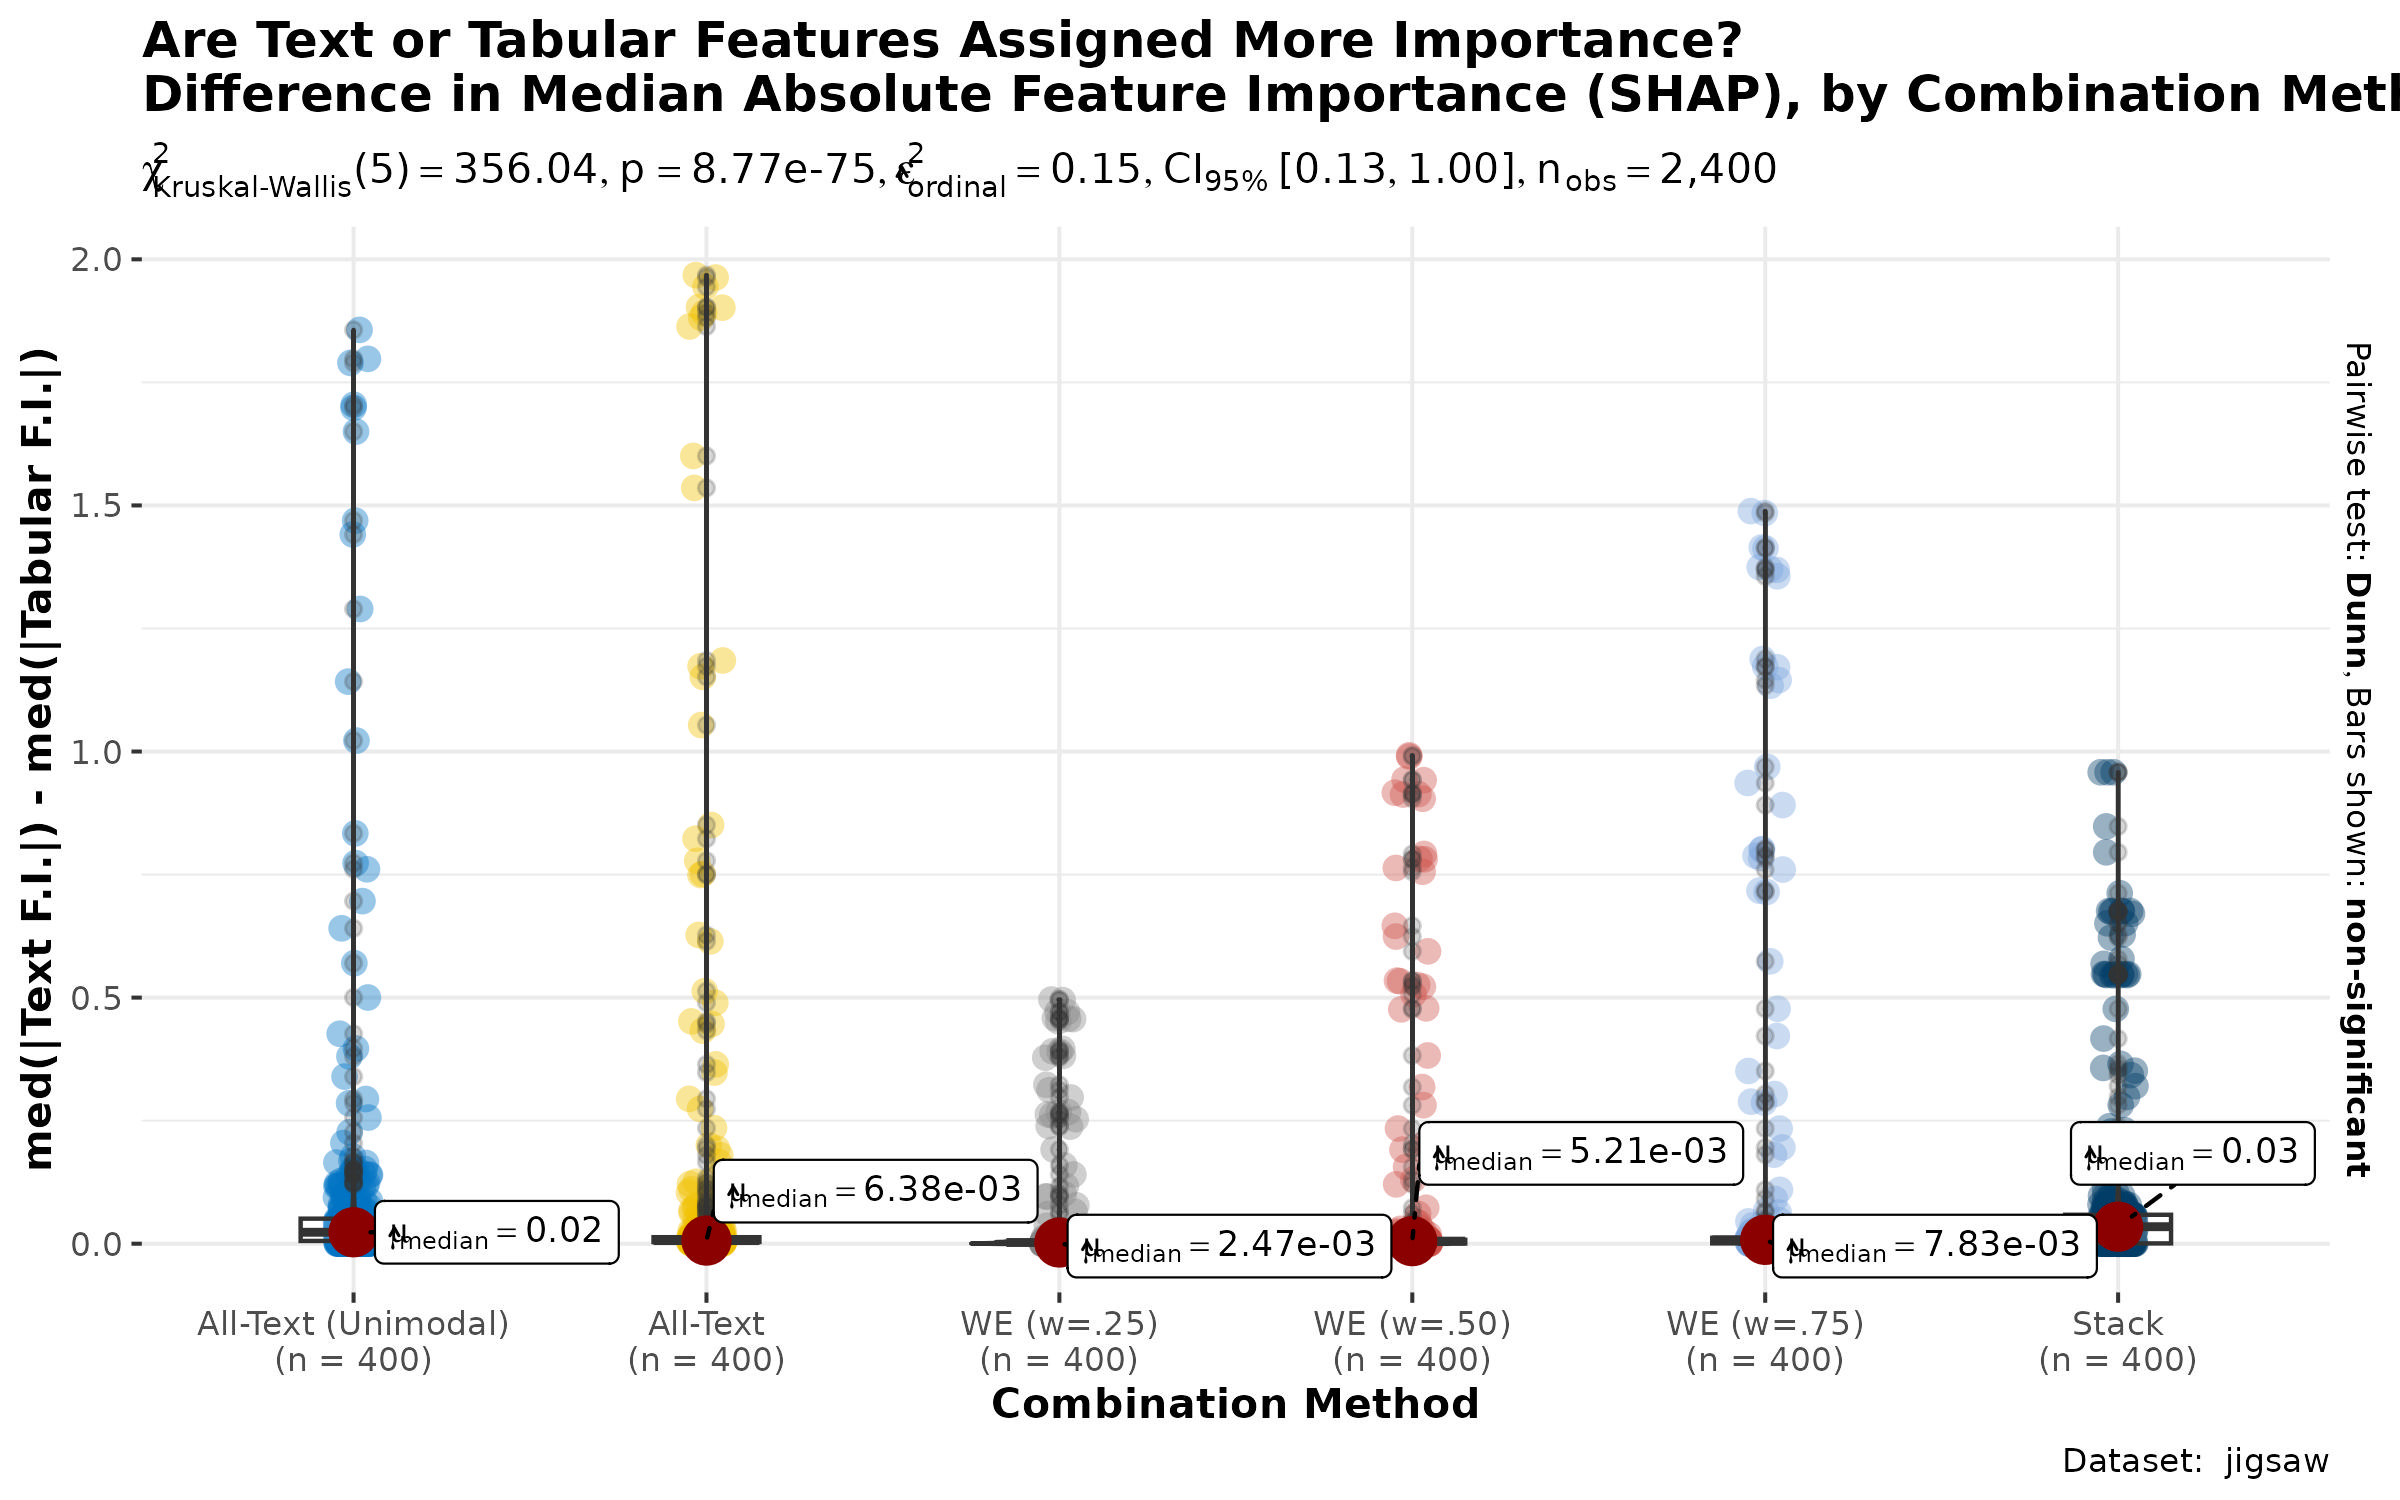 Are Text or Tabular Features Assigned More Importance?
Difference in Median Absolute Feature Importance (SHAP), by Combination Meth
χ²Kruskal-Wallis(5) = 356.04, p = 8.77e-75, ε²ordinal = 0.15, CI95% [0.13, 1.00], nobs = 2,400
med(|Text F.I.|) - med(|Tabular F.I.|)
2.0
1.5
1.0
0.5
0.0
μ̂median = 0.02
μ̂median = 6.38e-03
μ̂median = 2.47e-03
μ̂median = 5.21e-03
μ̂median = 7.83e-03
μ̂median = 0.03
Pairwise test: Dunn, Bars shown: non-significant
All-Text (Unimodal)
(n = 400)
All-Text
(n = 400)
WE (w=.25)
(n = 400)
WE (w=.50)
(n = 400)
WE (w=.75)
(n = 400)
Stack
(n = 400)
Combination Method
Dataset: jigsaw